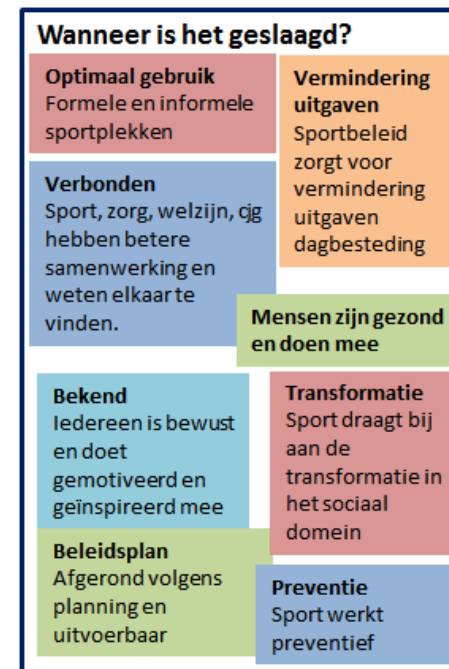 Wanneer is het geslaagd?
Optimaal gebruik
Formele en informele
sportplekken
Vermindering
uitgaven
Sportbeleid
zorgt voor
vermindering
uitgaven
dagbesteding
Verbonden
Sport, zorg, welzijn, cjg
hebben betere
samenwerking en
weten elkaar te
vinden.
Mensen zijn gezond
en doen mee
Bekend
Iedereen is bewust
en doet
gemotiveerd en
geïnspireerd mee
Transformatie
Sport draagt bij
aan de
transformatie in
het sociaal
domein
Beleidsplan
Afgerond volgens
planning en
uitvoerbaar
Preventie
Sport werkt
preventief